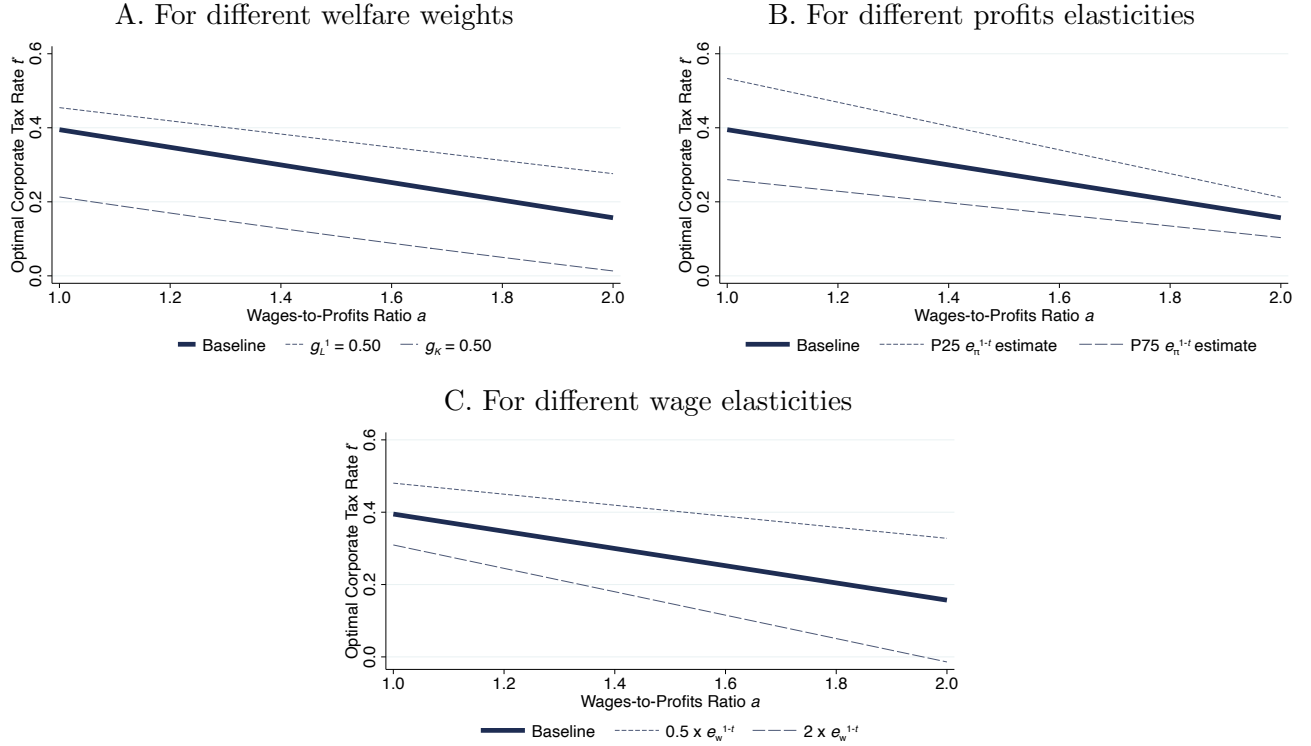 A. For different welfare weights
Optimal Corporate Tax Rate t*
0.6
0.4
0.2
0.0
1.0 1.2 1.4 1.6 1.8 2.0
Wages-to-Profits Ratio a
Baseline g_L^1 = 0.50 g_K = 0.50
B. For different profits elasticities
Optimal Corporate Tax Rate t*
0.6
0.4
0.2
0.0
1.0 1.2 1.4 1.6 1.8 2.0
Wages-to-Profits Ratio a
Baseline P25 e_π^1-t estimate P75 e_π^1-t estimate
C. For different wage elasticities
Optimal Corporate Tax Rate t*
0.6
0.4
0.2
0.0
1.0 1.2 1.4 1.6 1.8 2.0
Wages-to-Profits Ratio a
Baseline 0.5 x e_w^1-t 2 x e_w^1-t